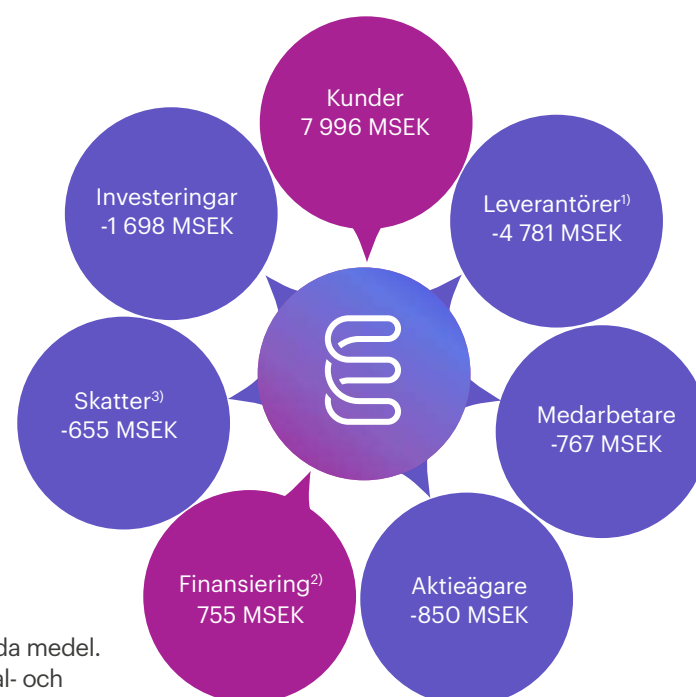 Kunder
7 996 MSEK
Investeringar
-1 698 MSEK
Leverantörer1)
-4 781 MSEK
Skatter3)
-655 MSEK
Medarbetare
-767 MSEK
Finansiering2)
755 MSEK
Aktieägare
-850 MSEK
da medel.
al- och